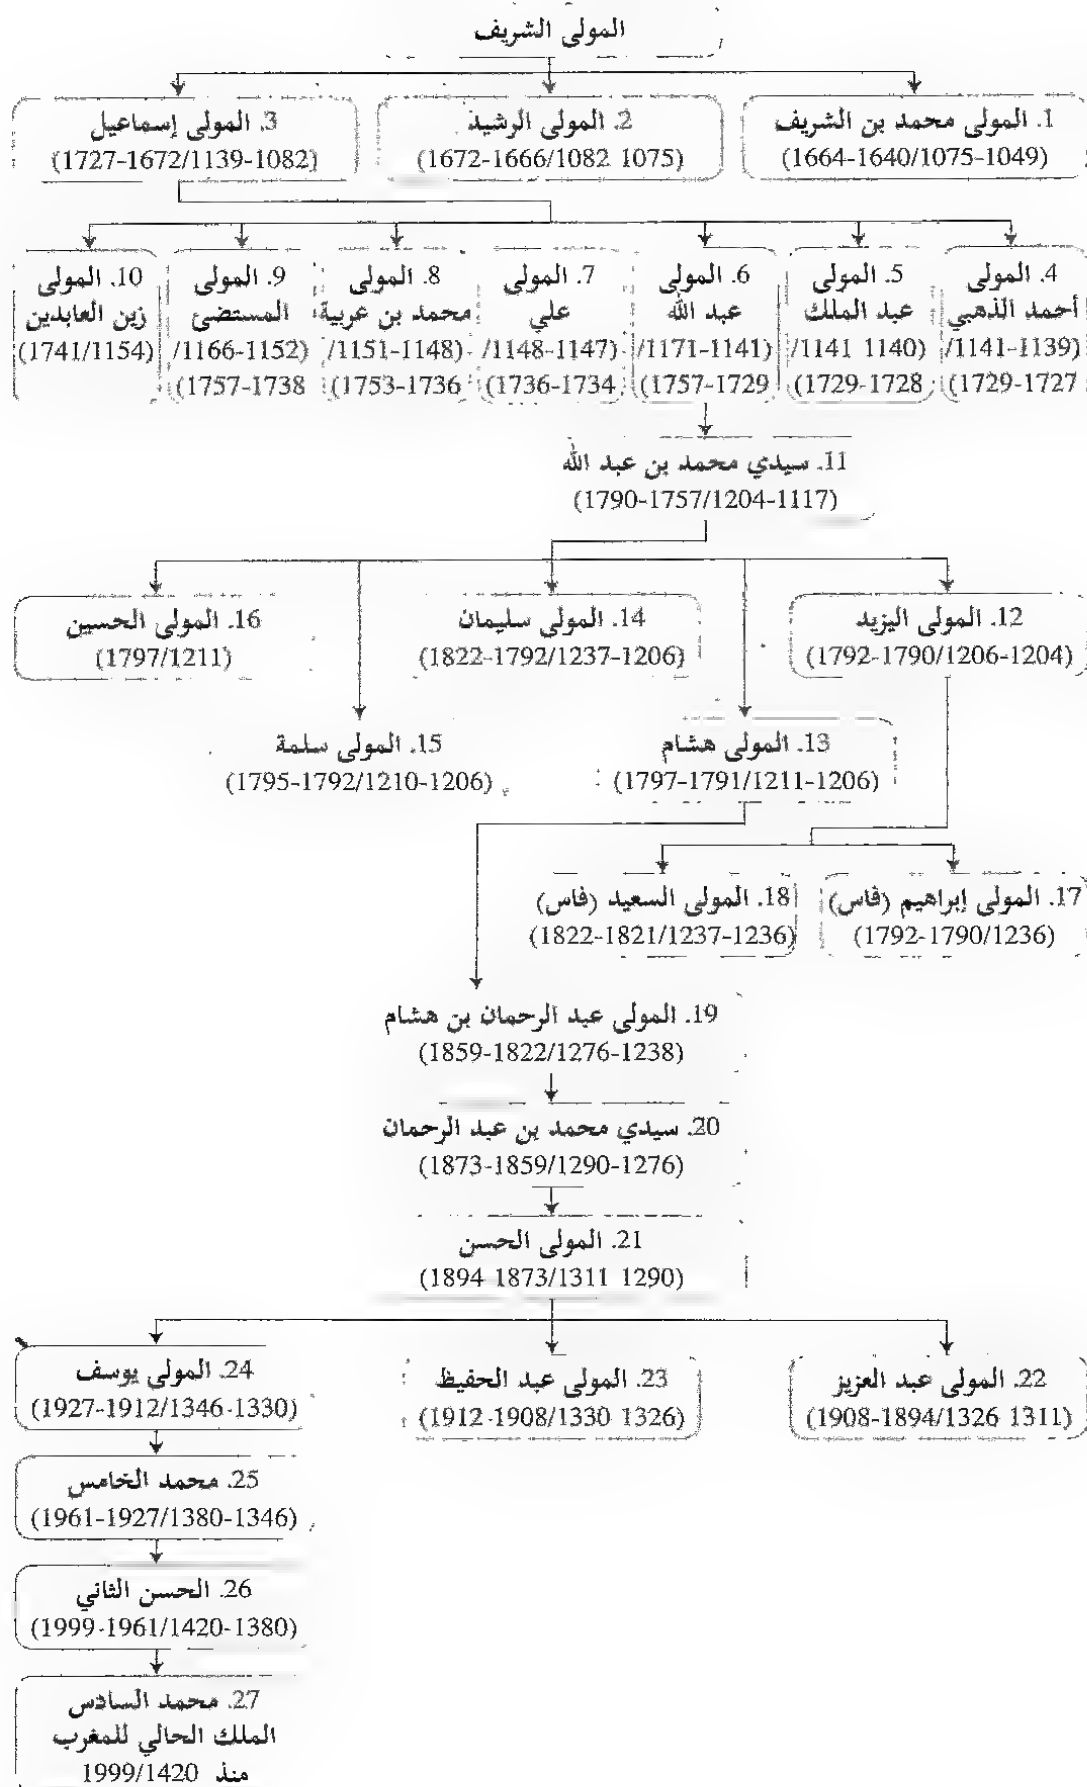 المولى الشريف
1. المولى محمد بن الشريف
(1664-1640/1075-1049)
2. المولى الرشيد
(1672-1666/1082 1075)
3. المولى إسماعيل
(1727-1672/1139-1082)
4. المولى
أحمد الذهبي
(1139-1141/
1727-1729)
5. المولى
عبد الملك
(1140 1141/
1728-1729)
6. المولى
عبد الله
(1141-1171/
1729-1757)
7. المولى
علي
(1147-1148/
1734-1736)
8. المولى
محمد بن عربية
(1148-1151/
1736-1753)
9. المولى
المستضئ
(1152-1166/
1738-1757)
10. المولى
زين العابدين
(1741/1154)
11. سيدي محمد بن عبد الله
(1790-1757/1204-1117)
12. المولى اليزيد
(1792-1790/1206-1204)
14. المولى سليمان
(1822-1792/1237-1206)
16. المولى الحسين
(1797/1211)
13. المولى هشام
(1797-1791/1211-1206)
15. المولى سلمة
(1795-1792/1210-1206)
17. المولى إبراهيم (فاس)
(1792-1790/1236)
18. المولى السعيد (فاس)
(1822-1821/1237-1236)
19. المولى عبد الرحمان بن هشام
(1859-1822/1276-1238)
20. سيدي محمد بن عبد الرحمان
(1873-1859/1290-1276)
21. المولى الحسن
(1894 1873/1311 1290)
22. المولى عبد العزيز
(1908-1894/1326 1311)
23. المولى عبد الحفيظ
(1912-1908/1330 1326)
24. المولى يوسف
(1927-1912/1346-1330)
25. محمد الخامس
(1961-1927/1380-1346)
26. الحسن الثاني
(1999-1961/1420-1380)
27. محمد السادس
الملك الحالي للمغرب
منذ 1999/1420